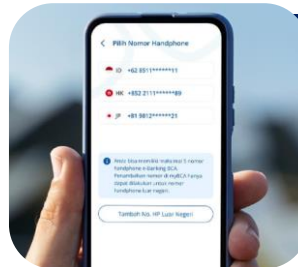 Pilih Nomor Handphone
ID +62 8911******11
HK +852 2111******89
JP +81 9812******21
Anda bisa memiliki maksimal 5 nomor
handphone e-Banking BCA.
Penambahan nomor di myBCA hanya
dapat dilakukan untuk nomor
handphone luar negeri.
Tambah No. HP Luar Negeri